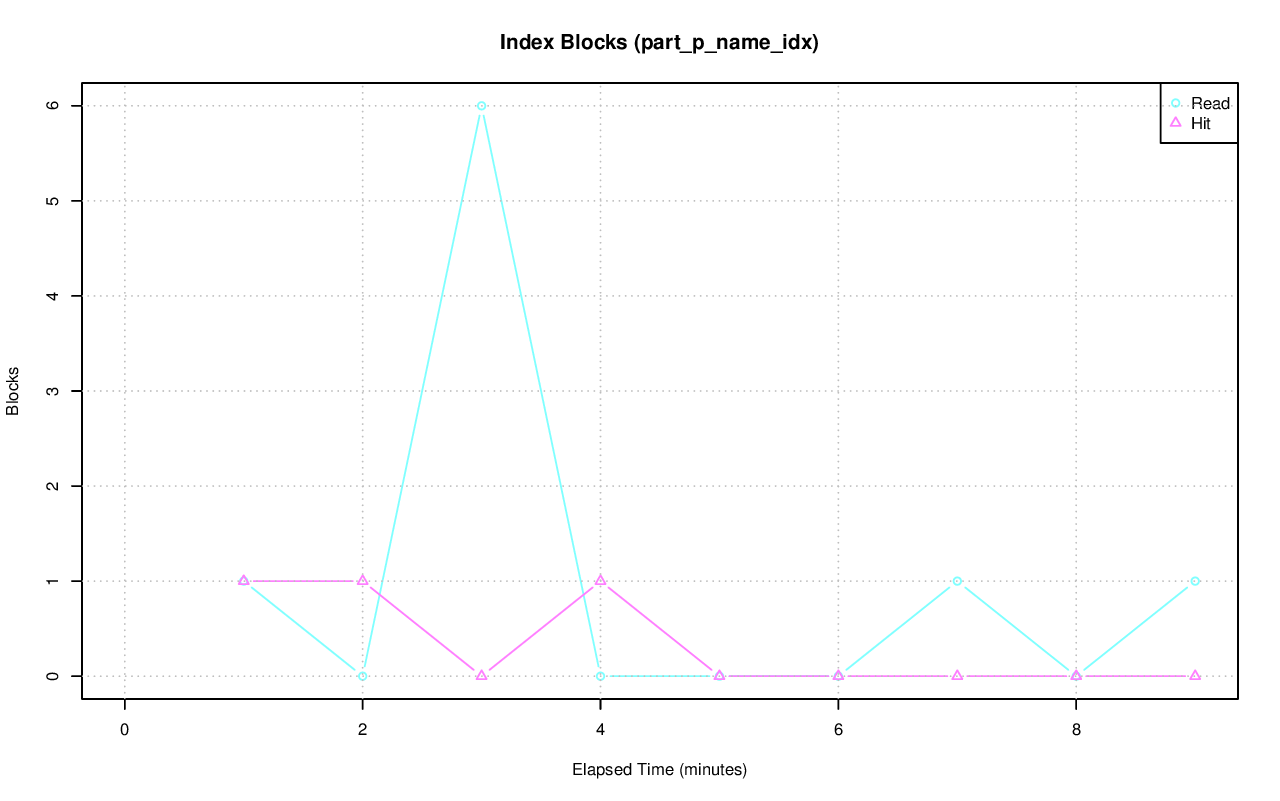 Index Blocks (part_p_name_idx)
Read
Hit
6
5
4
3
2
1
0
Blocks
0 2 4 6 8
Elapsed Time (minutes)